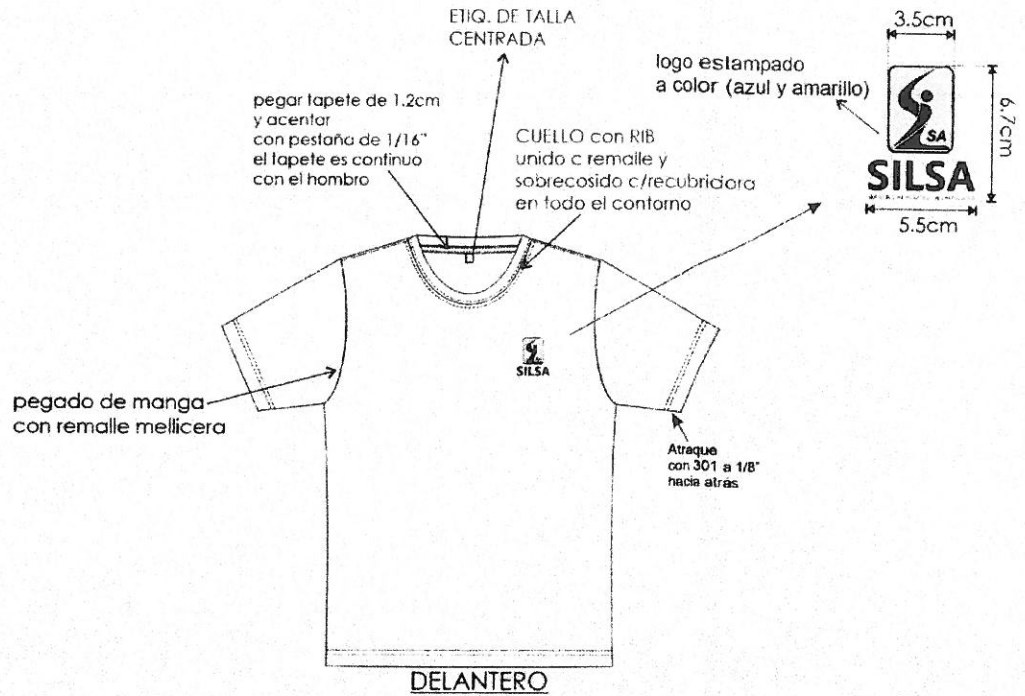 ETIQ. DE TALLA
CENTRADA
3.5cm
logo estampado
a color (azul y amarillo)
6.7cm
SA
SILSA
5.5cm
pegar tapete de 1.2cm
y acentar
con pestaña de 1/16"
el tapete es continuo
con el hombro
CUELLO con RIB
unido c remalle y
sobrecosido c/recubridora
en todo el contorno
SILSA
pegado de manga
con remalle mellicera
Atraque
con 301 a 1/8"
hacia atrás
DELANTERO